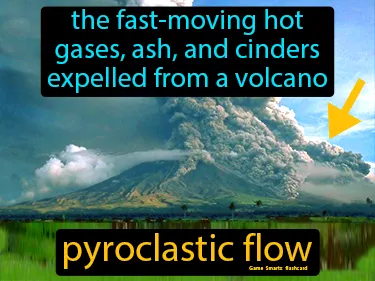 the fast-moving hot
gases, ash, and cinders
expelled from a volcano
pyroclastic flow
Game Smartz flashcard